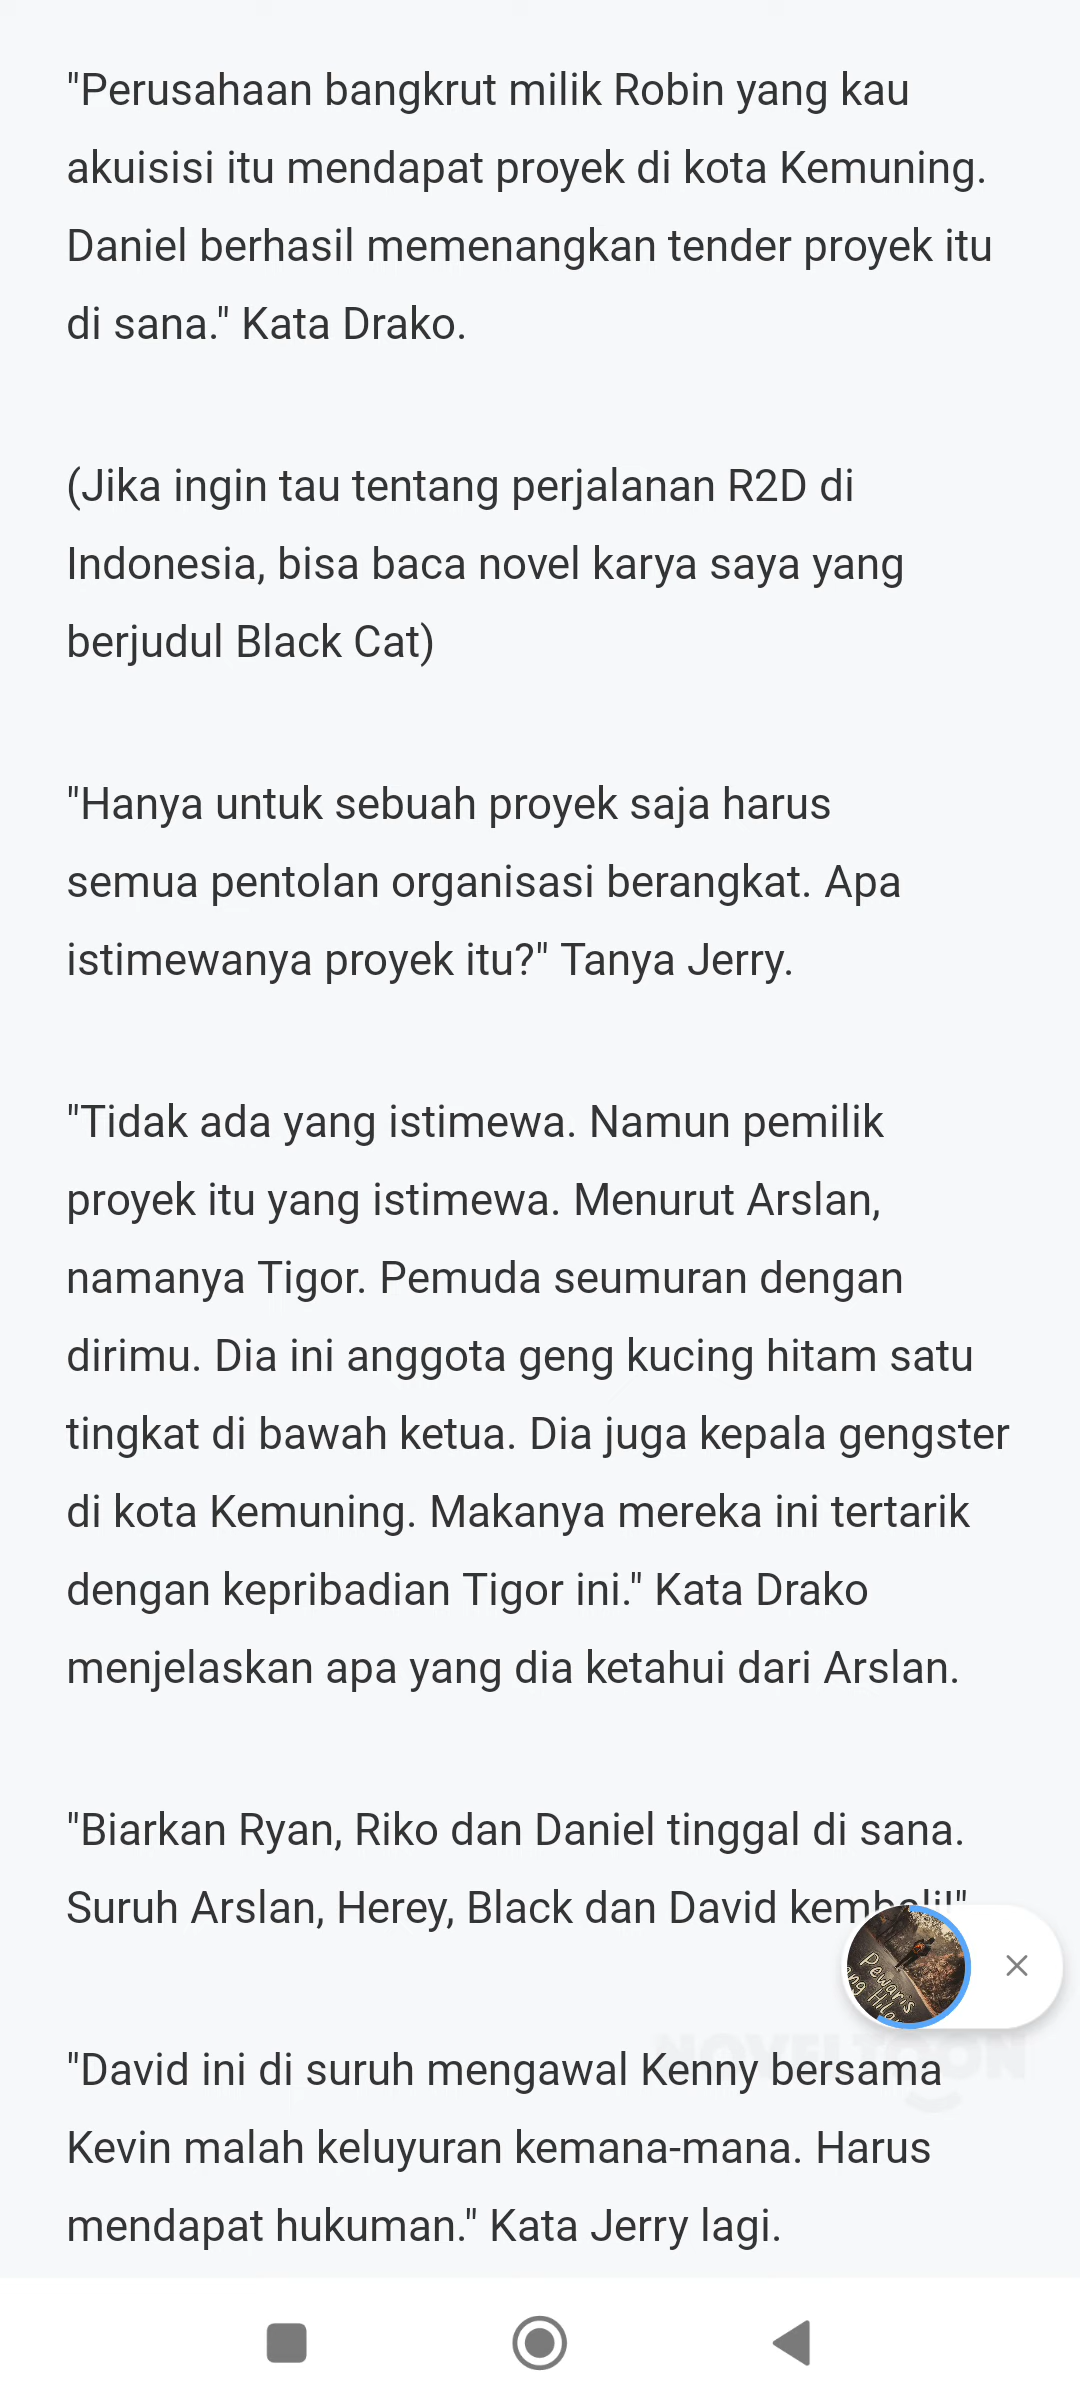 "Perusahaan bangkrut milik Robin yang kau
akuisisi itu mendapat proyek di kota Kemuning.
Daniel berhasil memenangkan tender proyek itu
di sana." Kata Drako.
(Jika ingin tau tentang perjalanan R2D di
Indonesia, bisa baca novel karya saya yang
berjudul Black Cat)
"Hanya untuk sebuah proyek saja harus
semua pentolan organisasi berangkat. Apa
istimewanya proyek itu?" Tanya Jerry.
"Tidak ada yang istimewa. Namun pemilik
proyek itu yang istimewa. Menurut Arslan,
namanya Tigor. Pemuda seumuran dengan
dirimu. Dia ini anggota geng kucing hitam satu
tingkat di bawah ketua. Dia juga kepala gengster
di kota Kemuning. Makanya mereka ini tertarik
dengan kepribadian Tigor ini." Kata Drako
menjelaskan apa yang dia ketahui dari Arslan.
"Biarkan Ryan, Riko dan Daniel tinggal di sana.
Suruh Arslan, Herey, Black dan David kembali!"
Pewaris
NOVELTOON
"David ini di suruh mengawal Kenny bersama
Kevin malah keluyuran kemana-mana. Harus
mendapat hukuman." Kata Jerry lagi.